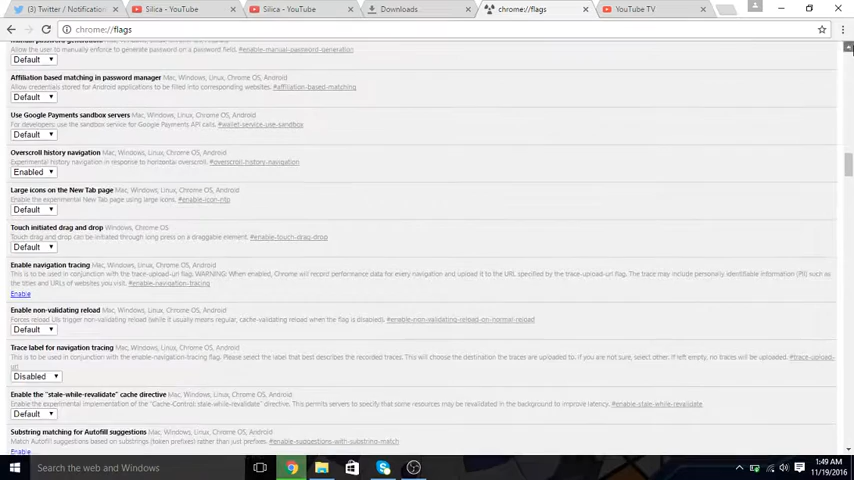 (3) Twitter / Notification
Silica - YouTube
Silica - YouTube
Downloads
chrome://flags
YouTube TV
chrome://flags
Allow the user to manually enforce to generate password on a password field. #enable-manual-password-generation
Default
Affiliation based matching in password manager Mac, Windows, Linux, Chrome OS, Android
Allow credentials stored for Android applications to be filled into corresponding websites. #affiliation-based-matching
Default
Use Google Payments sandbox servers Mac, Windows, Linux, Chrome OS, Android
For developers: use the sandbox service for Google Payments API calls. #wallet-service-use-sandbox
Default
Overscroll history navigation Mac, Windows, Linux, Chrome OS, Android
Experimental history navigation in response to horizontal overscroll. #overscroll-history-navigation
Enabled
Large icons on the New Tab page Mac, Windows, Linux, Chrome OS, Android
Enable the experimental New Tab page using large icons. #enable-icon-ntp
Default
Touch initiated drag and drop Windows, Chrome OS
Touch drag and drop can be initiated through long press on a draggable element. #enable-touch-drag-drop
Default
Enable navigation tracing Mac, Windows, Linux, Chrome OS, Android
This is to be used in conjunction with the trace-upload-url flag. WARNING: When enabled, Chrome will record performance data for every navigation and upload it to the URL specified by the trace-upload-url flag. The trace may include personally identifiable information (PII) such as
the titles and URLs of websites you visit. #enable-navigation-tracing
Enable
Enable non-validating reload Mac, Windows, Linux, Chrome OS, Android
Forces reload UIs trigger non-validating reload (while it usually means regular, cache-validating reload when the flag is disabled). #enable-non-validating-reload-on-normal-reload
Default
Trace label for navigation tracing Mac, Windows, Linux, Chrome OS, Android
This is to be used in conjunction with the enable-navigation-tracing flag. Please select the label that best describes the recorded traces. This will choose the destination the traces are uploaded to. If you are not sure, select other. If left empty, no traces will be uploaded. #trace-upload-
url
Disabled
Enable the "stale-while-revalidate" cache directive Mac, Windows, Linux, Chrome OS, Android
Enable the experimental implementation of the "Cache-Control: stale-while-revalidate" directive. This permits servers to specify that some resources may be revalidated in the background to improve latency. #enable-stale-while-revalidate
Default
Substring matching for Autofill suggestions Mac, Windows, Linux, Chrome OS, Android
Match Autofill suggestions based on substrings (token prefixes) rather than just prefixes. #enable-suggestions-with-substring-match
Enable
Search the web and Windows
1:49 AM
11/19/2016